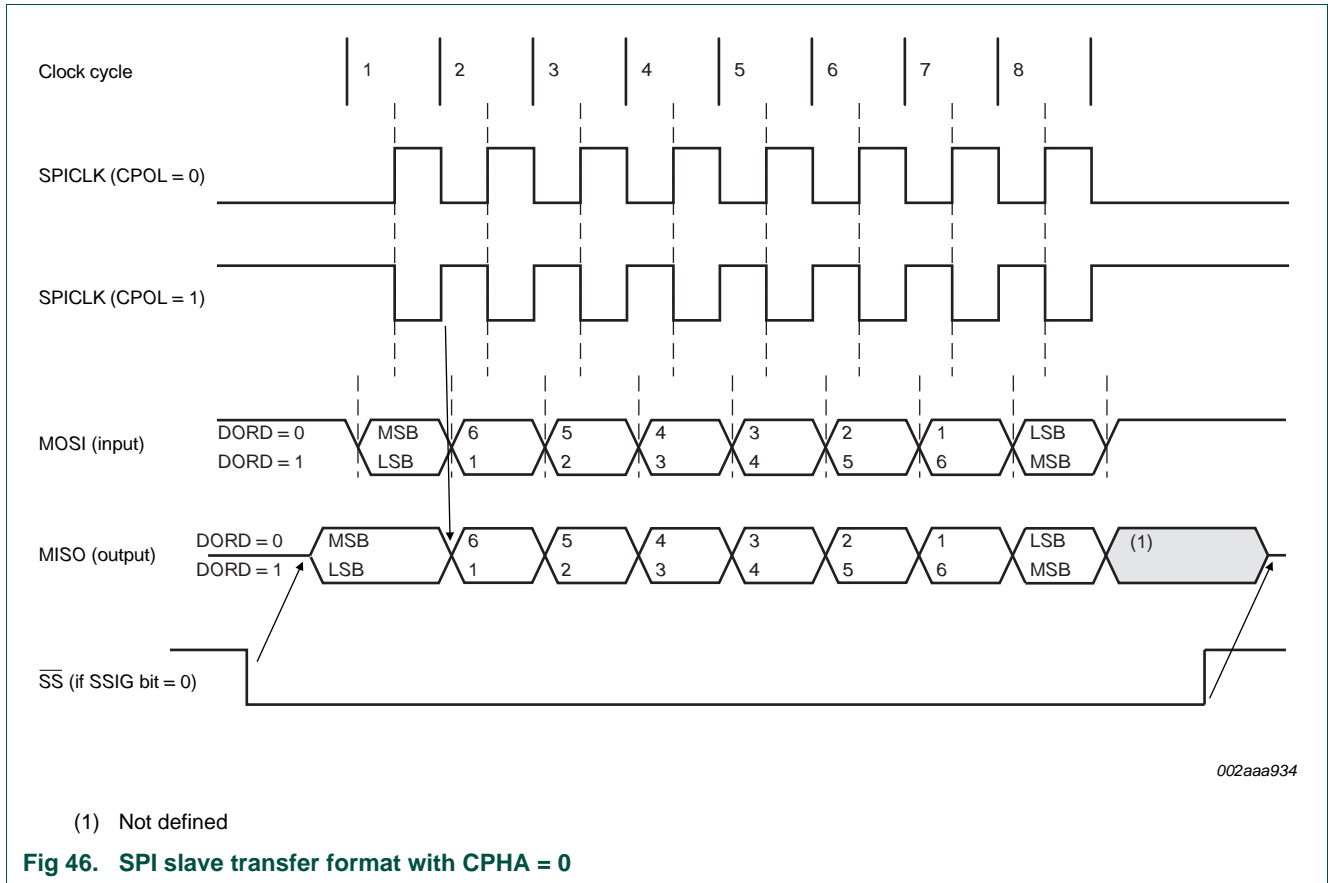 Clock cycle 1 2 3 4 5 6 7 8
SPICLK (CPOL = 0)
SPICLK (CPOL = 1)
DORD = 0 MSB 6 5 4 3 2 1 LSB
MOSI (input)
DORD = 1 LSB 1 2 3 4 5 6 MSB
DORD = 0 MSB 6 5 4 3 2 1 LSB (1)
MISO (output)
DORD = 1 LSB 1 2 3 4 5 6 MSB
SS (if SSIG bit = 0)
002aaa934
(1) Not defined
Fig 46. SPI slave transfer format with CPHA = 0